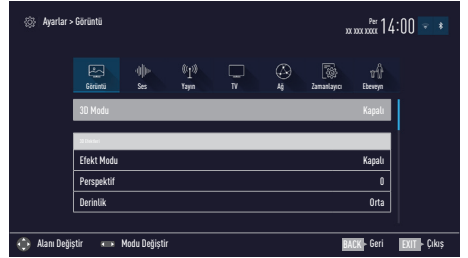 Ayarlar > Görüntü
Per
xx xxx xxxx 14:00
Görüntü Ses Yayın TV Ağ Zamanlayıcı Ebeveyn
3D Modu Kapalı
Efekt Modu Kapalı
Perspektif 0
Derinlik Orta
Alanı Değiştir Modu Değiştir BACK Geri EXIT Çıkış